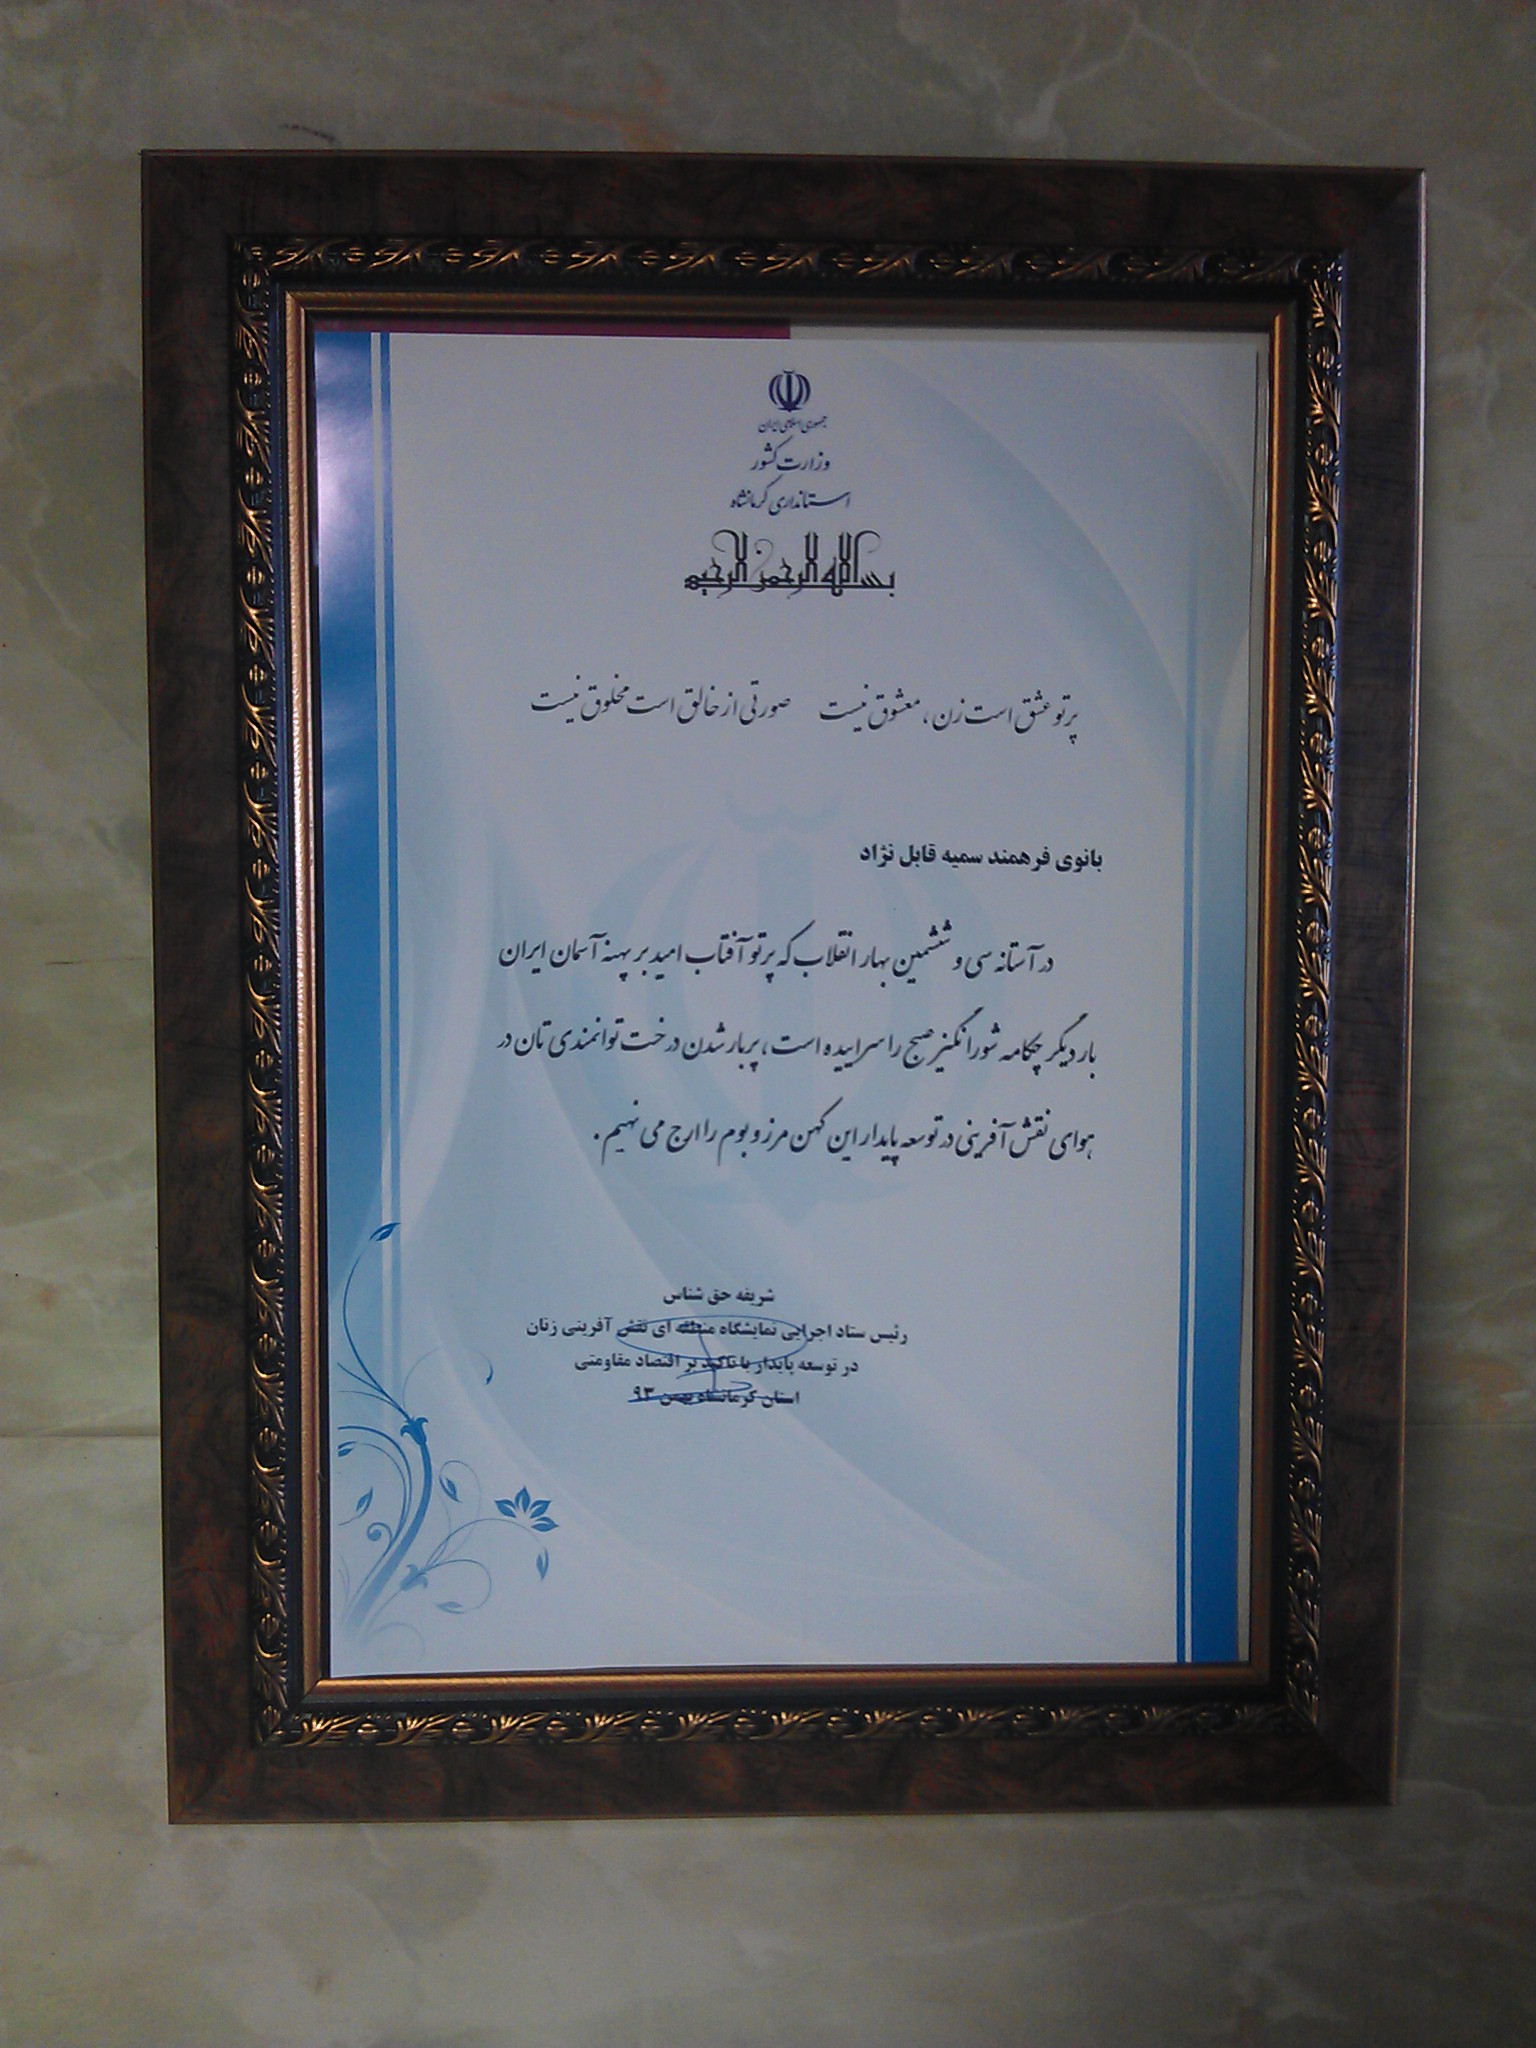 جمهوری اسلامی ایران
وزارت کشور
استانداری کرمانشاه
بسم الله الرحمن الرحیم
پرتو عشق است زن ، معشوق نیست صورتی از خالق است مخلوق نیست
بانوی فرهمند سمیه قابل نژاد
در آستانه سی و ششمین بهار انقلاب که پرتو آفتاب امید بر پهنه آسمان ایران
بار دیگر چکامه شورانگیز صبح را سراییده است ، پربار شدن درخت توانمندی تان در
هوای نقش آفرینی در توسعه پایدار این کهن مرز و بوم را ارج می نهیم .
شریفه حق شناس
رئیس ستاد اجرایی نمایشگاه منطقه ای نقش آفرینی زنان
در توسعه پایدار با تاکید بر اقتصاد مقاومتی
استان کرمانشاه بهمن ۹۳